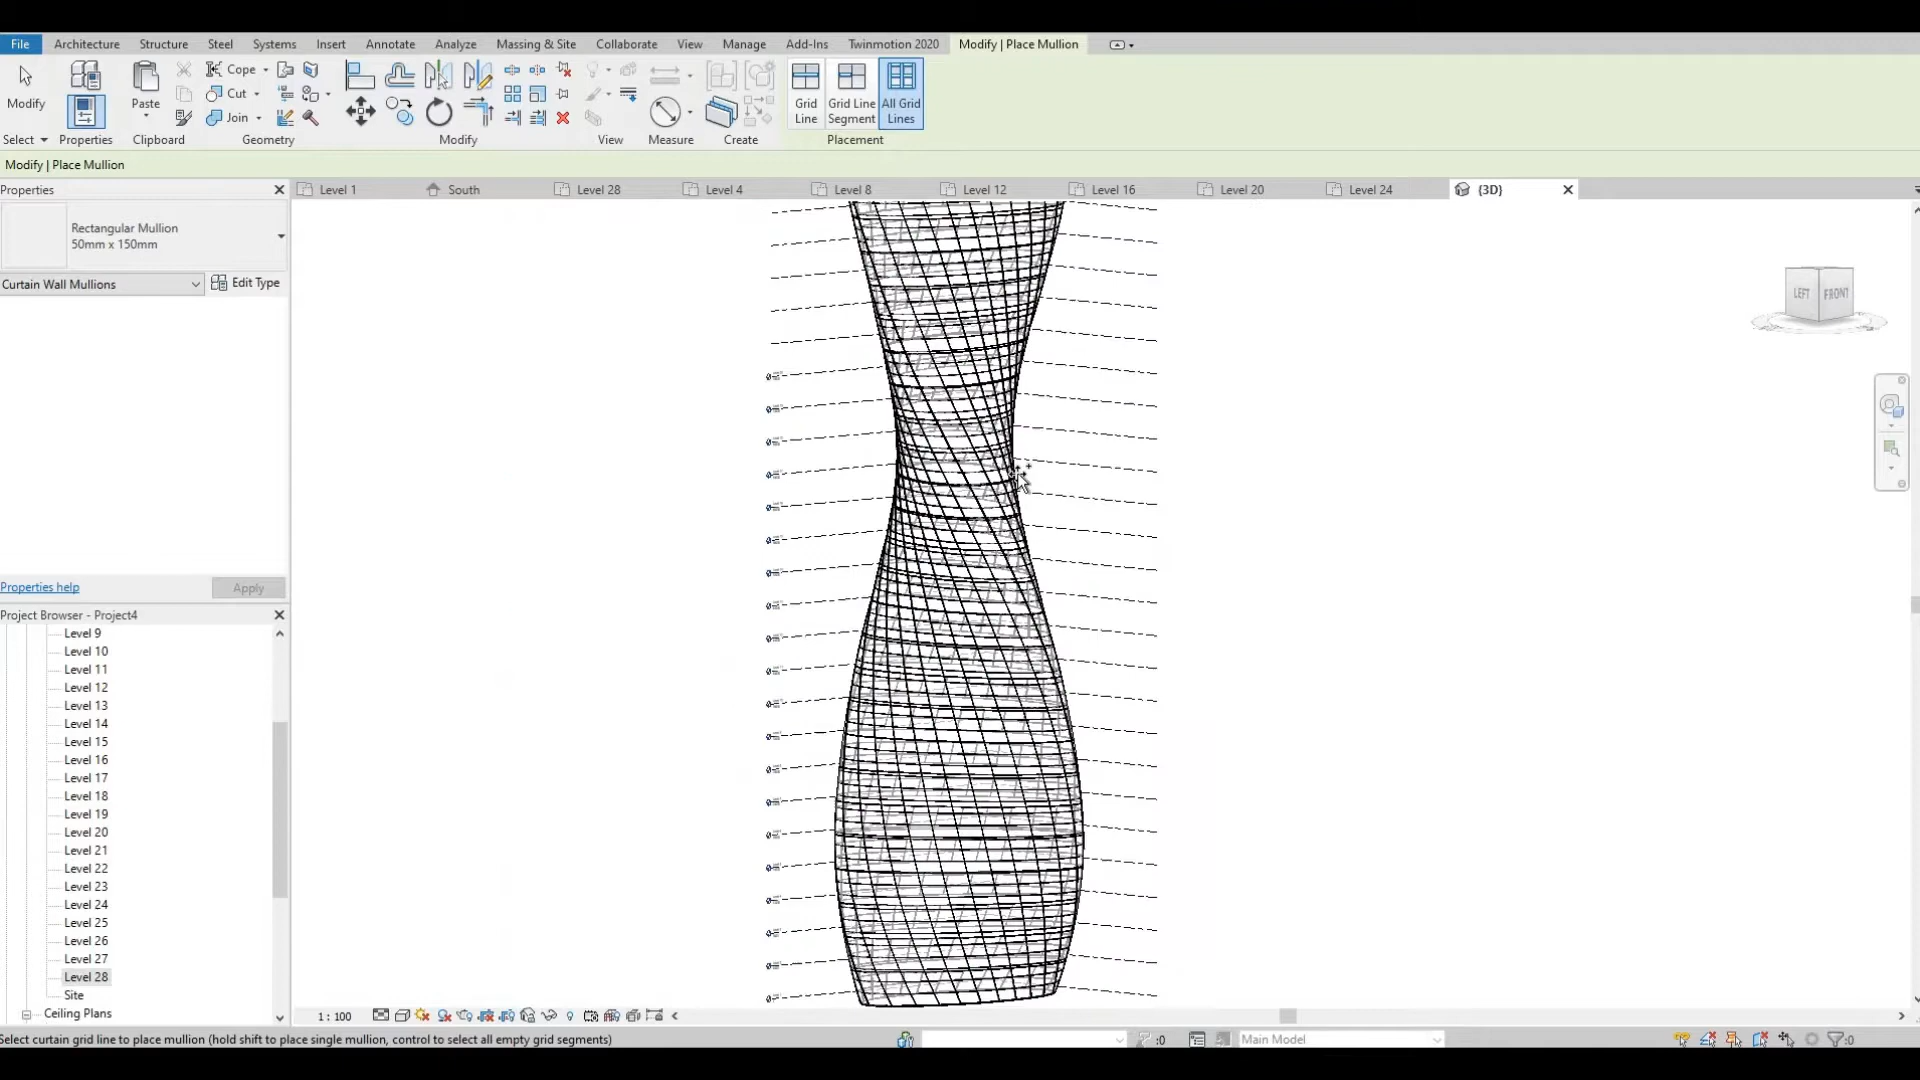 File Architecture Structure Steel Systems Insert Annotate Analyze Massing & Site Collaborate View Manage Add-Ins Twinmotion 2020 Modify | Place Mullion
Modify
Paste
Cope
Cut
Join
Grid Line
Grid Line Segment
All Grid Lines
Select Properties Clipboard Geometry Modify View Measure Create Placement
Modify | Place Mullion
Properties
Level 1 South Level 28 Level 4 Level 8 Level 12 Level 16 Level 20 Level 24 {3D}
Rectangular Mullion
50mm x 150mm
Curtain Wall Mullions Edit Type
LEFT FRONT
Properties help Apply
Project Browser - Project4
Level 9
Level 10
Level 11
Level 12
Level 13
Level 14
Level 15
Level 16
Level 17
Level 18
Level 19
Level 20
Level 21
Level 22
Level 23
Level 24
Level 25
Level 26
Level 27
Level 28
Site
Ceiling Plans
1 : 100
Select curtain grid line to place mullion (hold shift to place single mullion, control to select all empty grid segments)
:0 Main Model :0